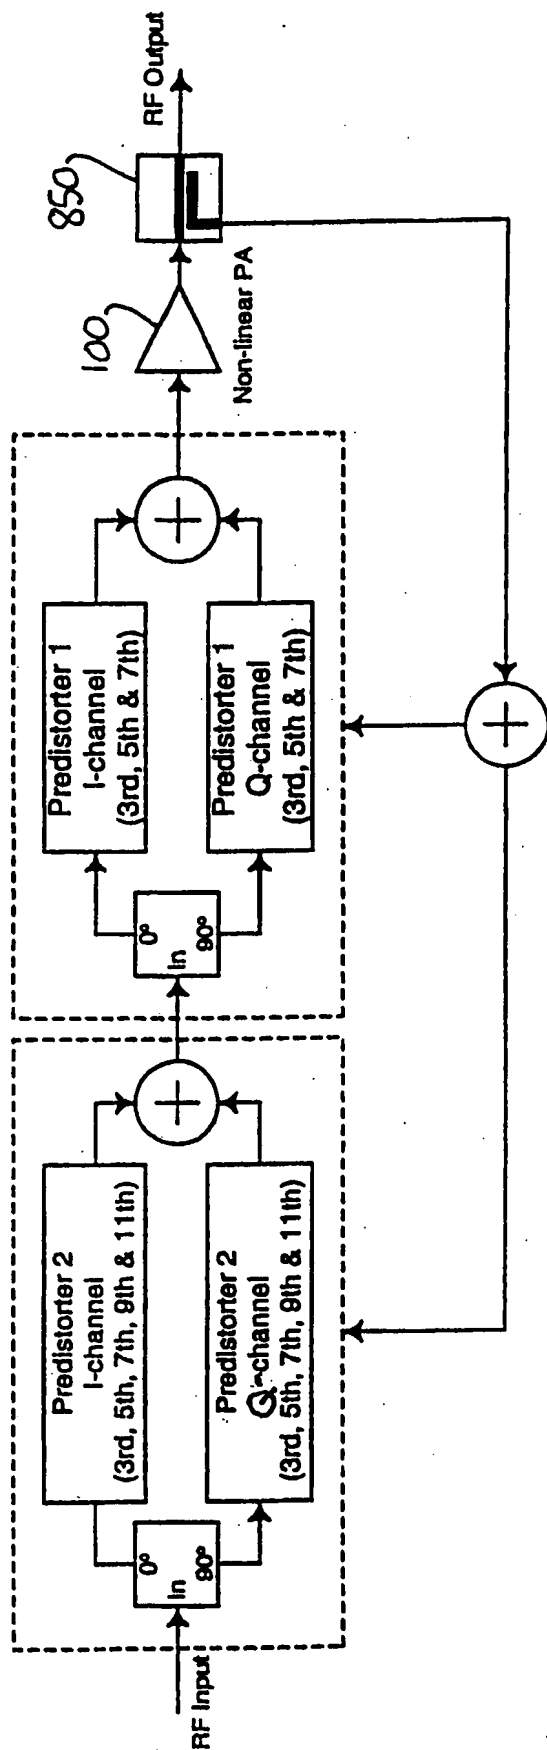 RF Input
In
0°
90°
Predistorter 2
I-channel
(3rd, 5th, 7th, 9th & 11th)
Predistorter 2
Q-channel
(3rd, 5th, 7th, 9th & 11th)
In
0°
90°
Predistorter 1
I-channel
(3rd, 5th & 7th)
Predistorter 1
Q-channel
(3rd, 5th & 7th)
100
Non-linear PA
850
RF Output